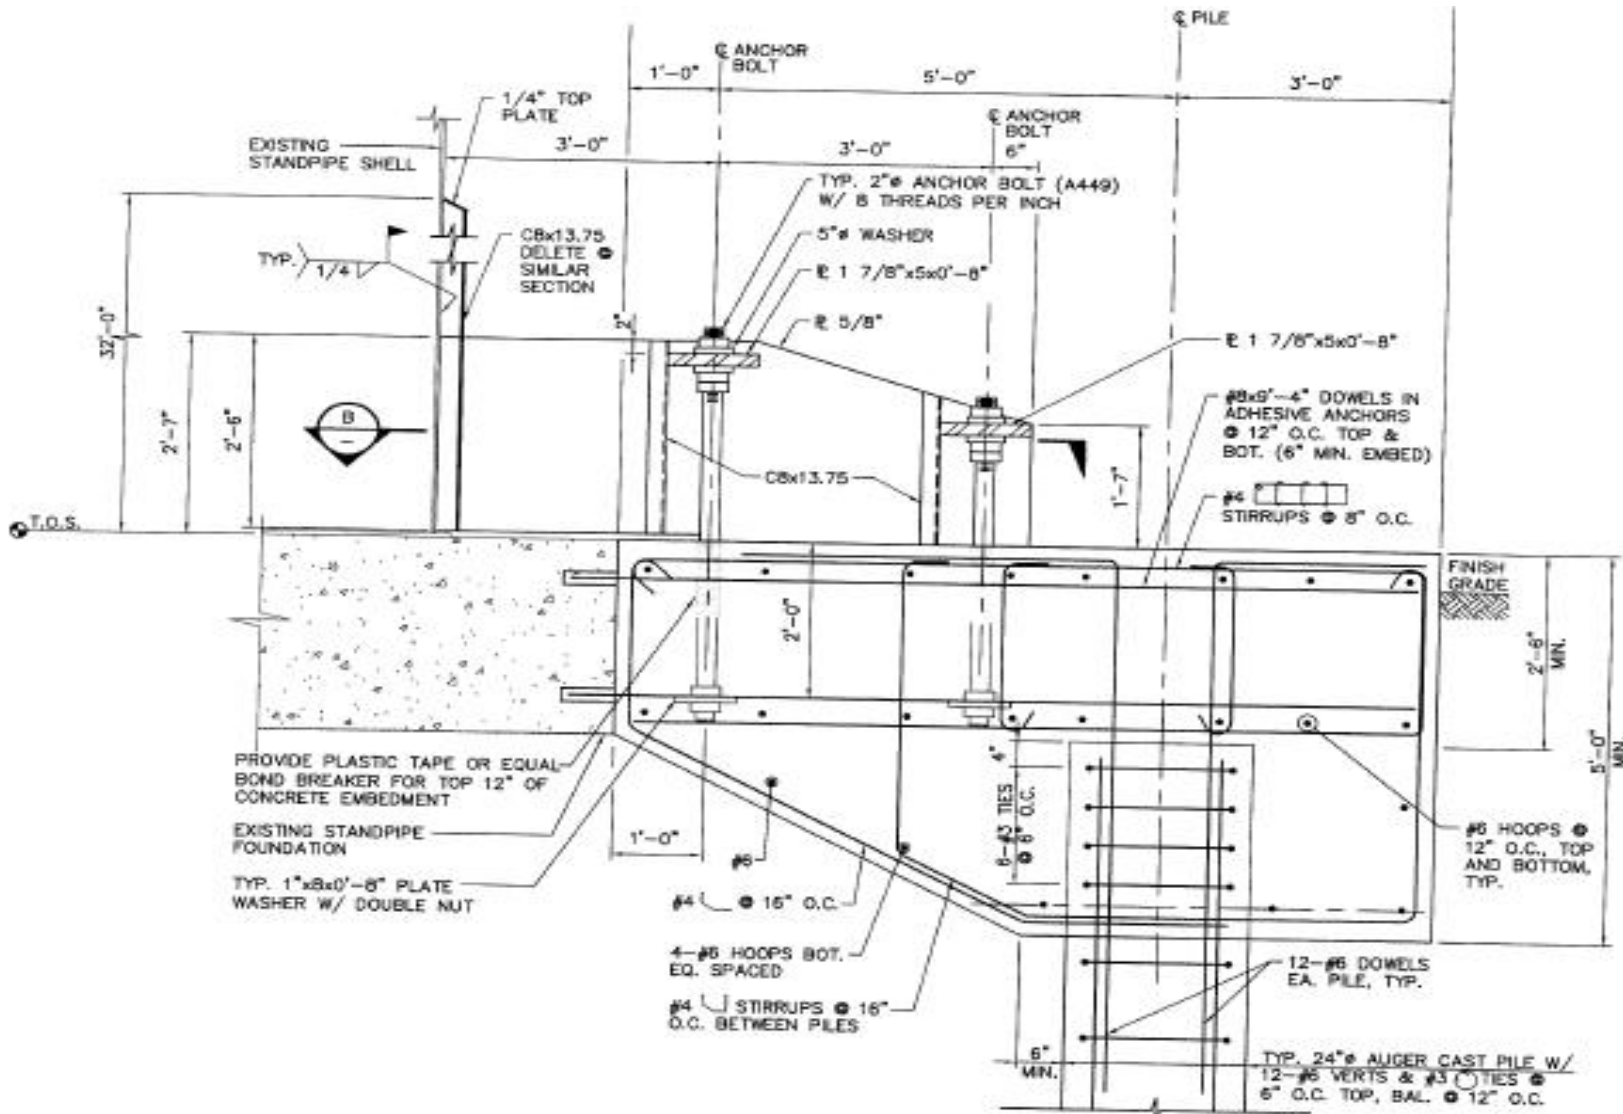 ℄ PILE
℄ ANCHOR
BOLT
1'-0"
5'-0"
3'-0"
1/4" TOP
PLATE
℄ ANCHOR
BOLT
EXISTING
STANDPIPE SHELL
3'-0"
3'-0"
6"
TYP. 2"ø ANCHOR BOLT (A449)
W/ 8 THREADS PER INCH
C8x13.75
DELETE @
SIMILAR
SECTION
5"ø WASHER
TYP.
1/4
℄ 1 7/8"x5x0'-8"
32'-0"
2"
℄ 5/8"
℄ 1 7/8"x5x0'-8"
#8x9'-4" DOWELS IN
ADHESIVE ANCHORS
@ 12" O.C. TOP &
BOT. (6" MIN. EMBED)
B
–
2'-7"
2'-6"
C8x13.75
1'-7"
#4
STIRRUPS @ 8" O.C.
T.O.S.
FINISH
GRADE
2'-0"
2'-6"
MIN.
5'-0"
MIN.
PROVIDE PLASTIC TAPE OR EQUAL
BOND BREAKER FOR TOP 12" OF
CONCRETE EMBEDMENT
4"
6-#3 TIES
@ 6" O.C.
EXISTING STANDPIPE
FOUNDATION
1'-0"
#6
#6 HOOPS @
12" O.C., TOP
AND BOTTOM,
TYP.
TYP. 1"x8x0'-8" PLATE
WASHER W/ DOUBLE NUT
#4 @ 16" O.C.
4-#6 HOOPS BOT.
EQ. SPACED
12-#6 DOWELS
EA. PILE, TYP.
#4 STIRRUPS @ 16"
O.C. BETWEEN PILES
6"
MIN.
TYP. 24"ø AUGER CAST PILE W/
12-#6 VERTS & #3 TIES @
6" O.C. TOP, BAL. @ 12" O.C.